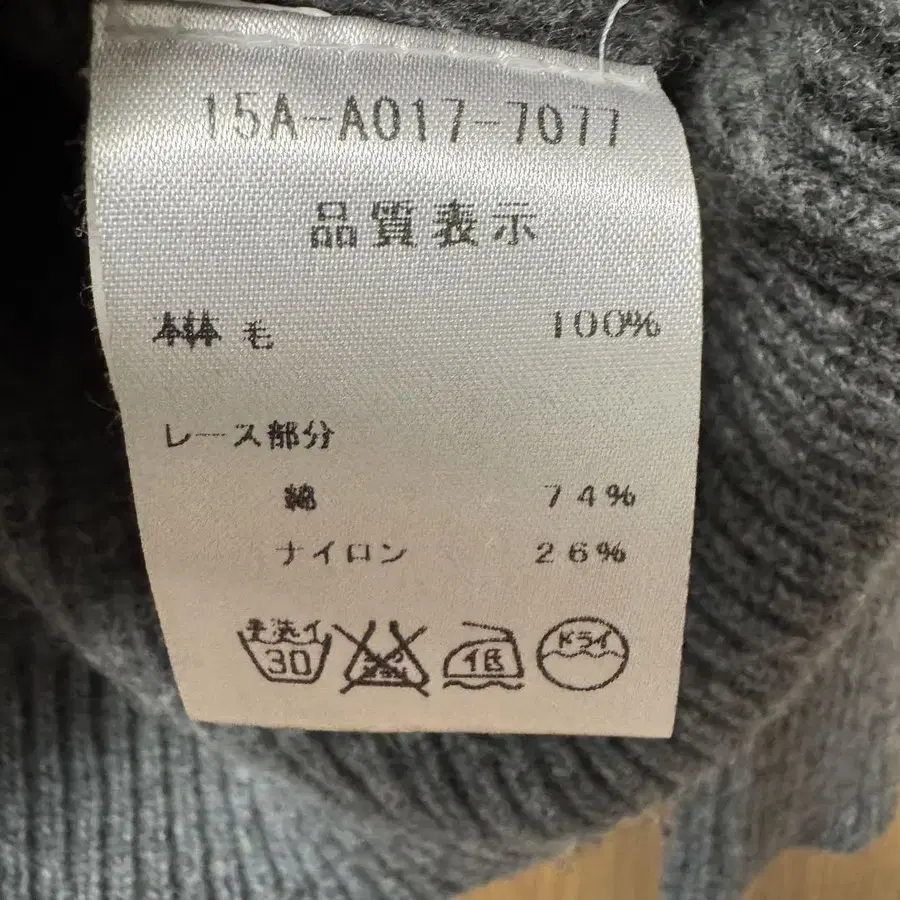 15A-A017-7077
品質表示
本体 毛 100%
レース部分
綿 74%
ナイロン 26%
手洗イ 30
低
ドライ